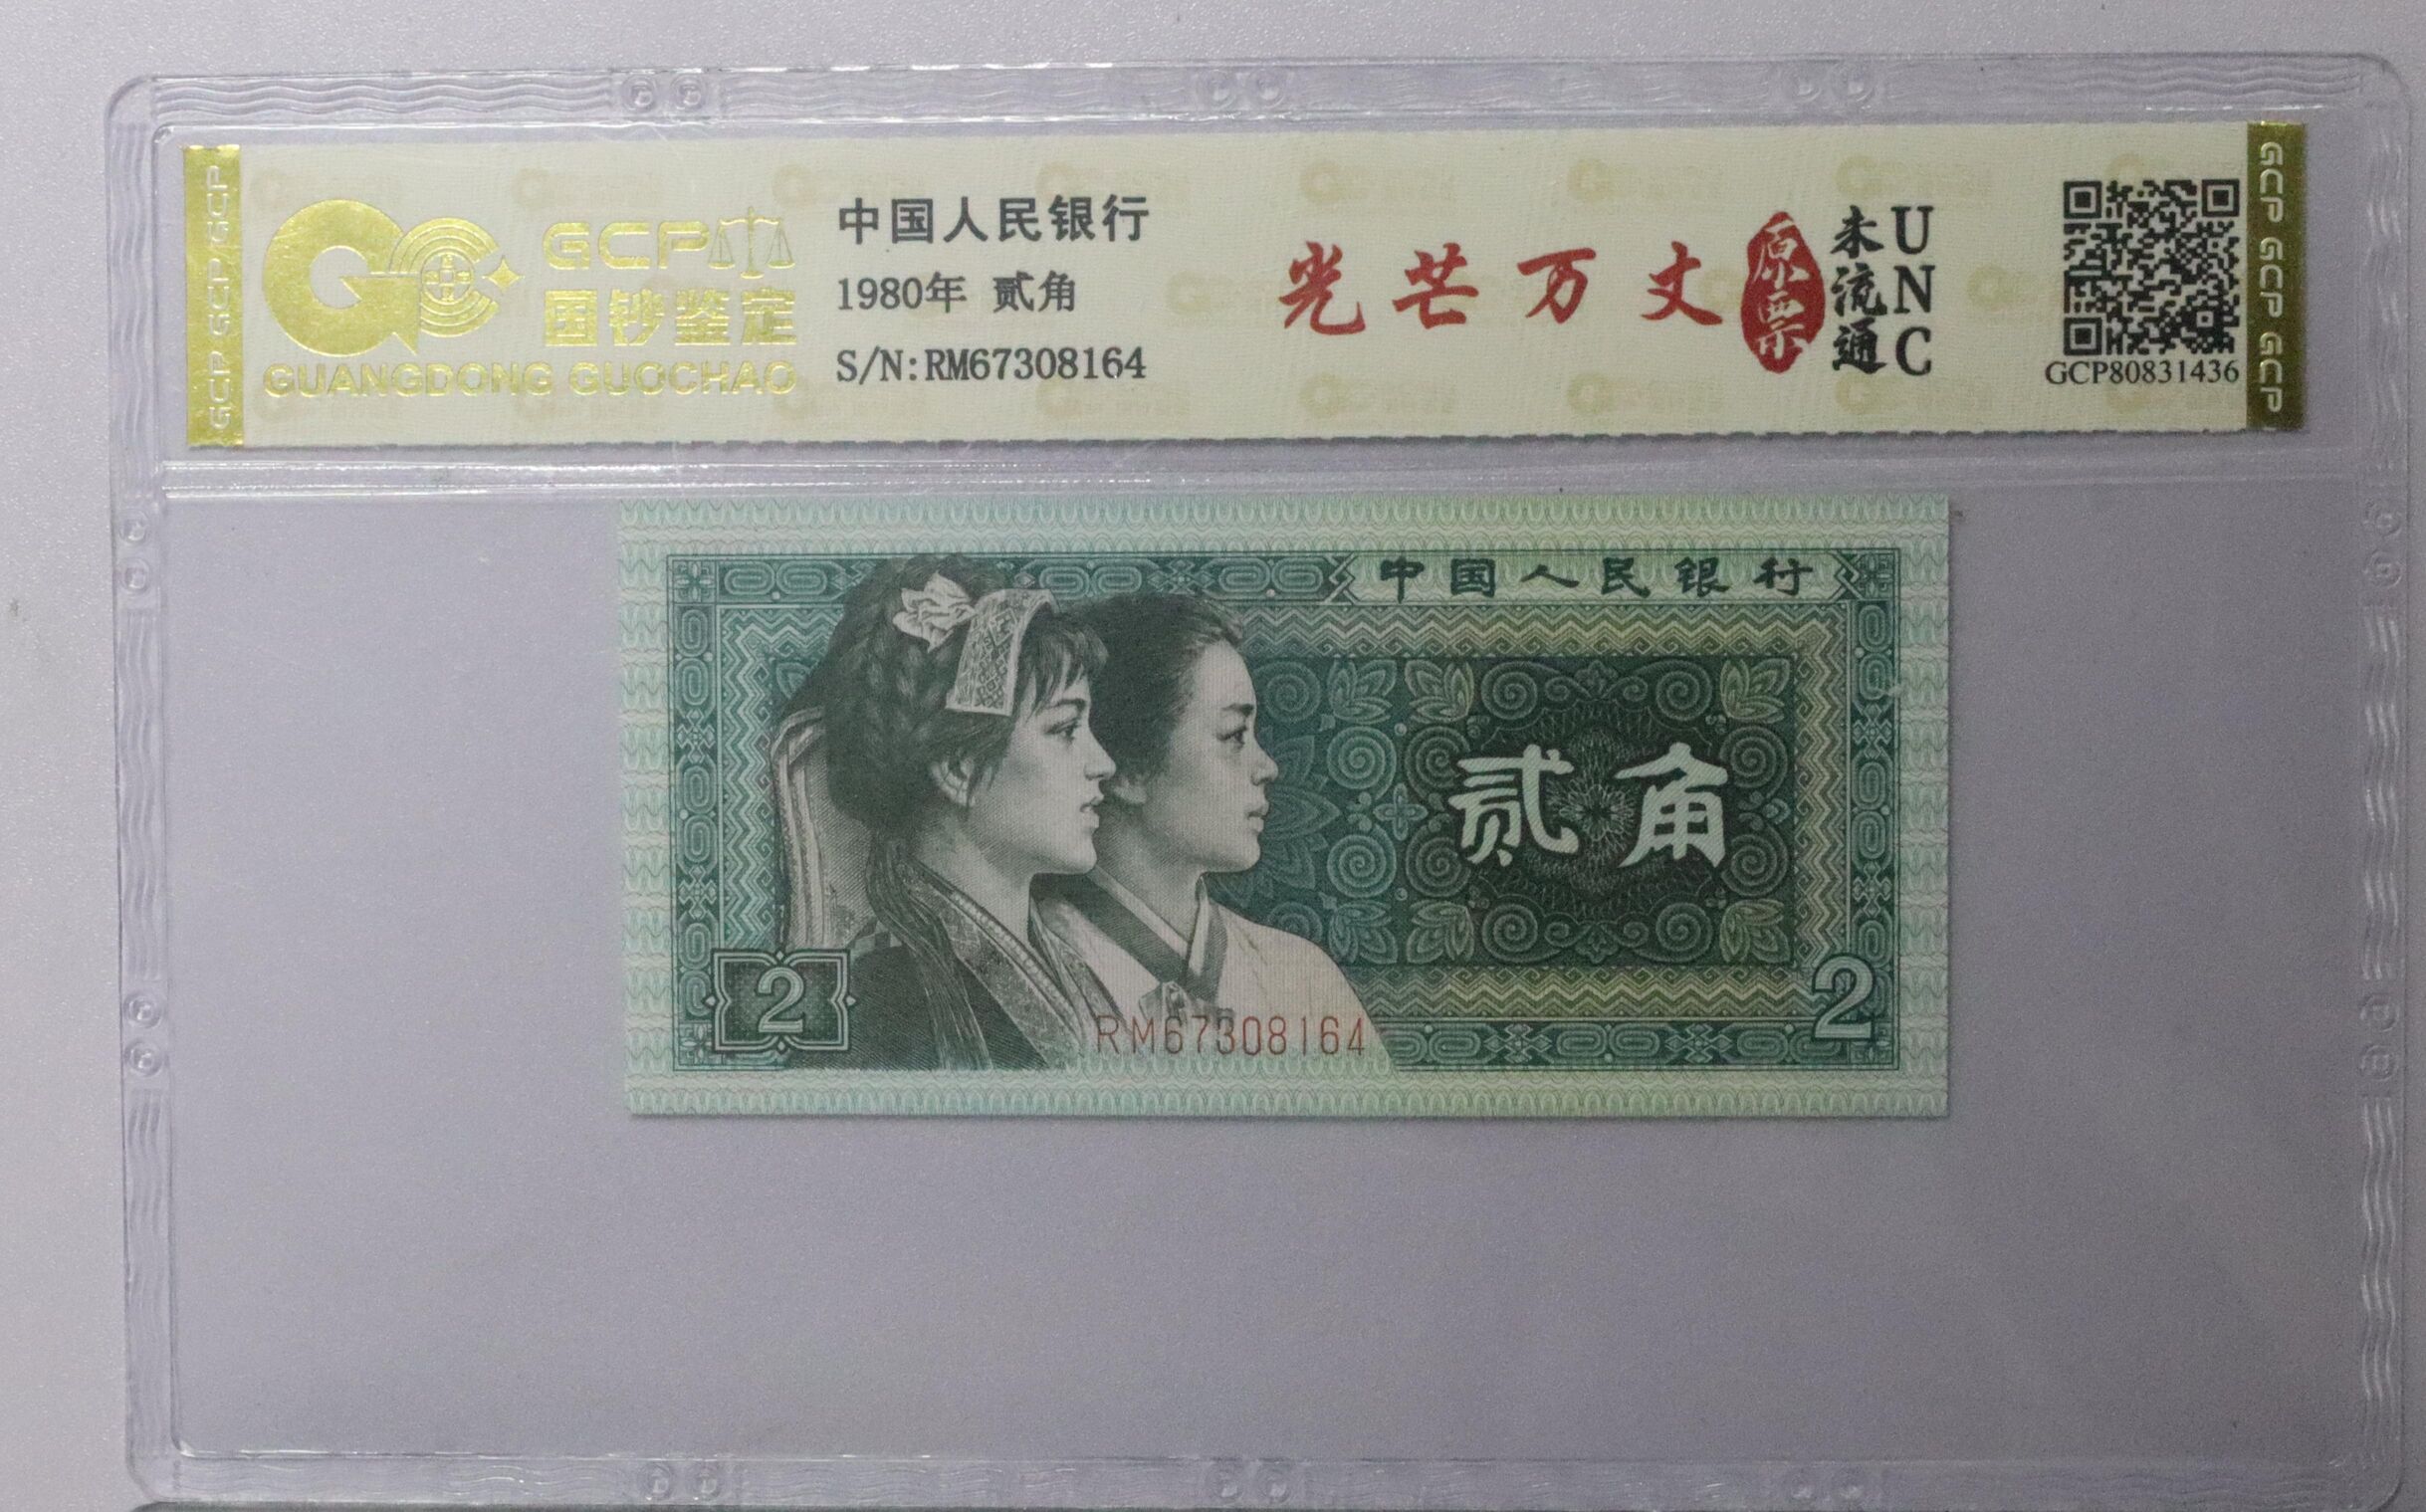 GCP GCP GCP
GCP
国钞鉴定
GUANGDONG GUOCHAO
中国人民银行
1980年 贰角
S/N:RM67308164
光芒万丈
原票
未流通
UNC
GCP80831436
GCP GCP GCP
中国人民银行
贰角
2
2
RM67308164